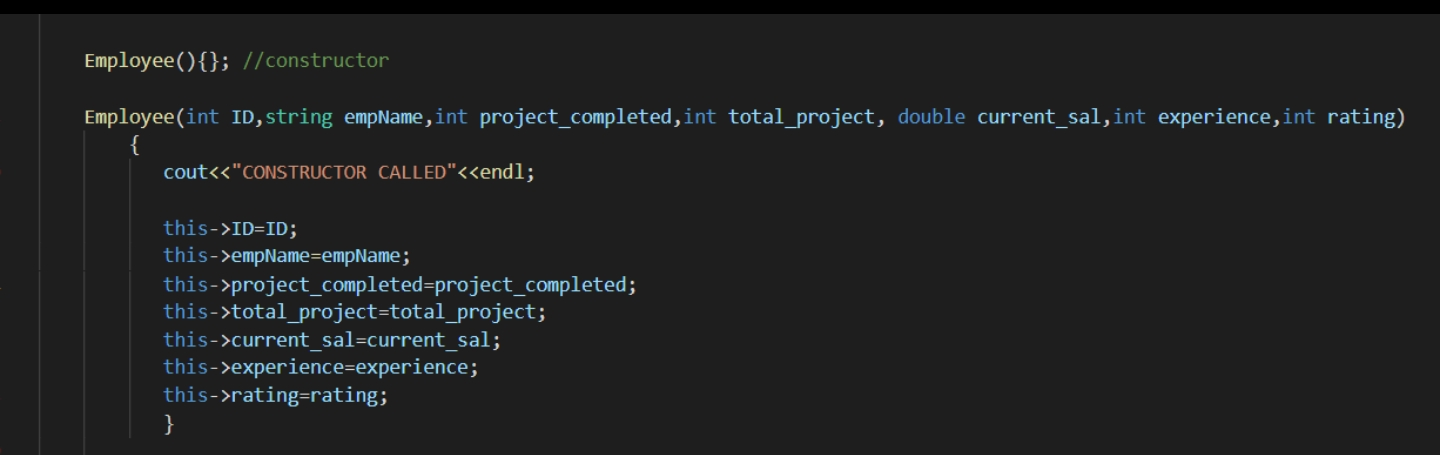 Employee(){}; //constructor
Employee(int ID,string empName,int project_completed,int total_project, double current_sal,int experience,int rating)
{
cout<<"CONSTRUCTOR CALLED"<<endl;
this->ID=ID;
this->empName=empName;
this->project_completed=project_completed;
this->total_project=total_project;
this->current_sal=current_sal;
this->experience=experience;
this->rating=rating;
}